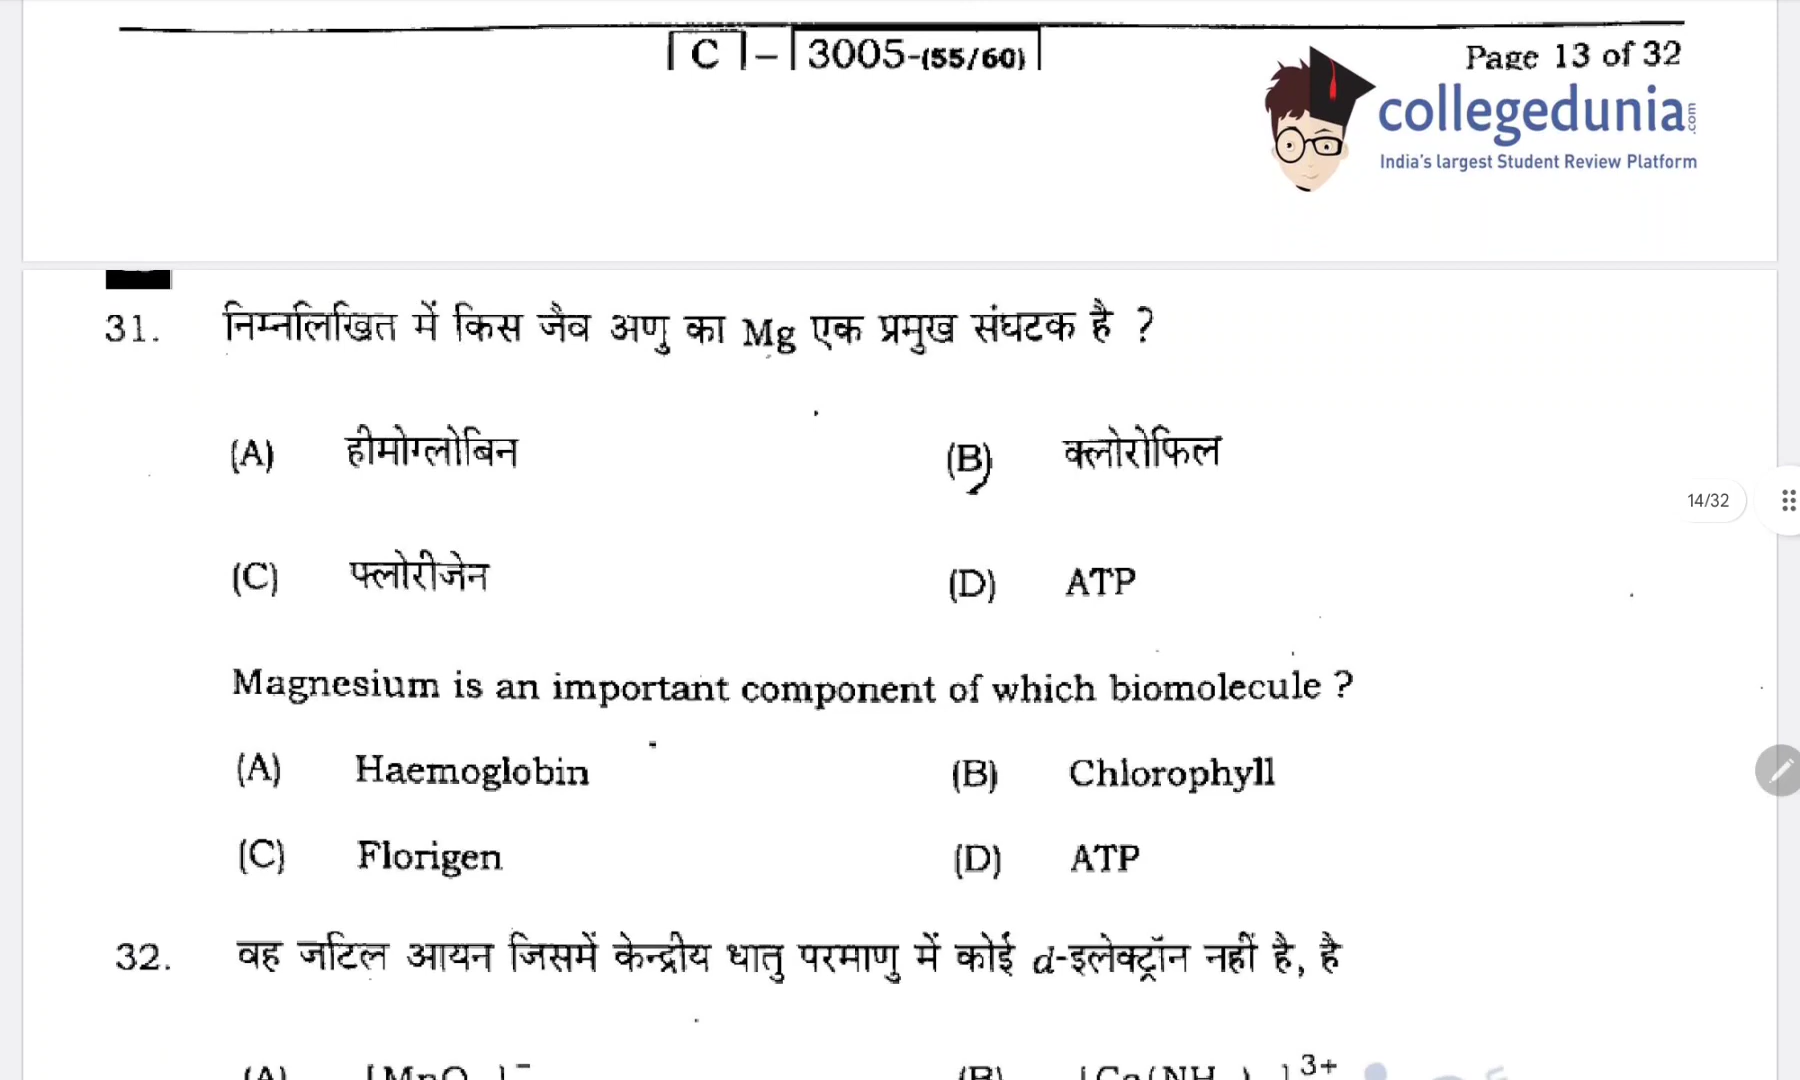 C – 3005-(55/60)
Page 13 of 32
collegedunia.com
India's largest Student Review Platform
31. निम्नलिखित में किस जैव अणु का Mg एक प्रमुख संघटक है ?
(A) हीमोग्लोबिन (B) क्लोरोफिल
14/32
(C) फ्लोरीजेन (D) ATP
Magnesium is an important component of which biomolecule ?
(A) Haemoglobin (B) Chlorophyll
(C) Florigen (D) ATP
32. वह जटिल आयन जिसमें केन्द्रीय धातु परमाणु में कोई d-इलेक्ट्रॉन नहीं है, है
(A) (B) 3+